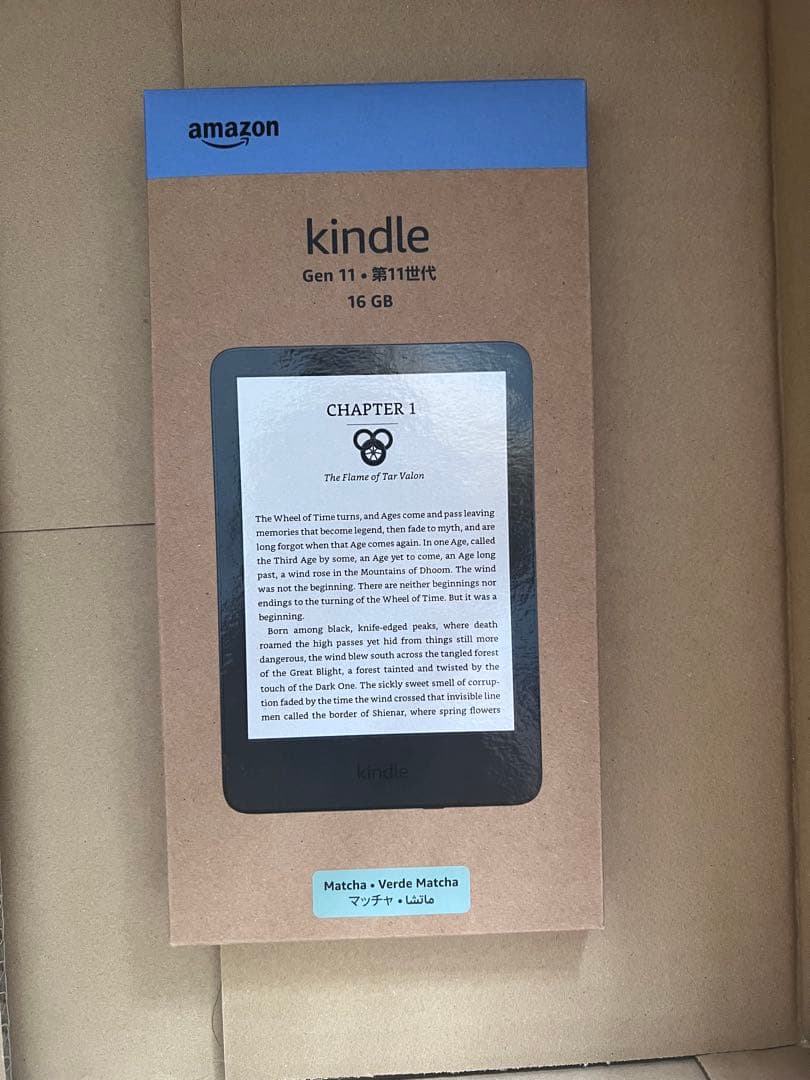 amazon
kindle
Gen 11 • 第11世代
16 GB
CHAPTER 1
The Flame of Tar Valon
The Wheel of Time turns, and Ages come and pass leaving
memories that become legend, then fade to myth, and are
long forgot when that Age comes again. In one Age, called
the Third Age by some, an Age yet to come, an Age long
past, a wind rose in the Mountains of Dhoom. The wind
was not the beginning. There are neither beginnings nor
endings to the turning of the Wheel of Time. But it was a
beginning.
Born among black, knife-edged peaks, where death
roamed the high passes yet hid from things still more
dangerous, the wind blew south across the tangled forest
of the Great Blight, a forest tainted and twisted by the
touch of the Dark One. The sickly sweet smell of corrup-
tion faded by the time the wind crossed that invisible line
men called the border of Shienar, where spring flowers
kindle
Matcha • Verde Matcha
マッチャ • ماتشا